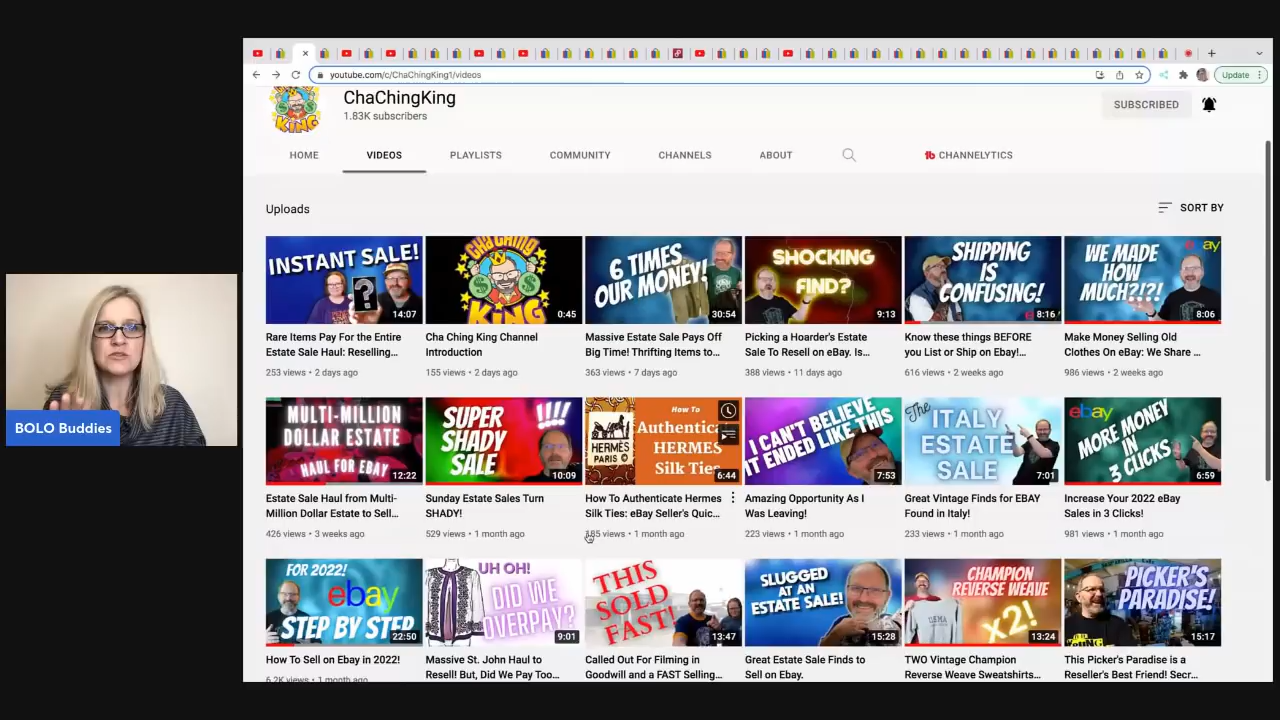 youtube.com/c/ChaChingKing1/videos
Update
KING
ChaChingKing
1.83K subscribers
SUBSCRIBED
HOME
VIDEOS
PLAYLISTS
COMMUNITY
CHANNELS
ABOUT
CHANNELYTICS
Uploads
SORT BY
INSTANT SALE!
?
14:07
CHA CHING
KING
0:45
6 TIMES
OUR MONEY!
30:54
SHOCKING
FIND?
9:13
SHIPPING
IS
CONFUSING!
8:16
ebay
WE MADE
HOW
MUCH?!?!
8:06
Rare Items Pay For the Entire
Estate Sale Haul: Reselling...
253 views • 2 days ago
Cha Ching King Channel
Introduction
155 views • 2 days ago
Massive Estate Sale Pays Off
Big Time! Thrifting Items to...
363 views • 7 days ago
Picking a Hoarder's Estate
Sale To Resell on eBay. Is...
388 views • 11 days ago
Know these things BEFORE
you List or Ship on Ebay!...
616 views • 2 weeks ago
Make Money Selling Old
Clothes On eBay: We Share ...
986 views • 2 weeks ago
MULTI-MILLION
DOLLAR ESTATE
HAUL FOR EBAY
12:22
SUPER
SHADY
SALE
!!!!
10:09
How To
HERMÈS
PARIS ©
HERMES
Silk Ties
6:44
I CAN'T BELIEVE
IT ENDED LIKE THIS
7:53
The
ITALY
ESTATE
SALE
7:01
ebay
MORE MONEY
IN
3 CLICKS
6:59
BOLO Buddies
Estate Sale Haul from Multi-
Million Dollar Estate to Sell...
426 views • 3 weeks ago
Sunday Estate Sales Turn
SHADY!
529 views • 1 month ago
How To Authenticate Hermes
Silk Ties: eBay Seller's Quic...
views • 1 month ago
Amazing Opportunity As I
Was Leaving!
223 views • 1 month ago
Great Vintage Finds for EBAY
Found in Italy!
233 views • 1 month ago
Increase Your 2022 eBay
Sales in 3 Clicks!
981 views • 1 month ago
FOR 2022!
ebay
STEP BY STEP
22:50
UH OH!
DID WE
OVERPAY?
9:01
THIS
SOLD
FAST!
13:47
SLUGGED
AT AN
ESTATE SALE!
15:28
CHAMPION
REVERSE WEAVE
X2!
13:24
PICKER'S
PARADISE!
15:17
How To Sell on Ebay in 2022!
6.2K views • 1 month ago
Massive St. John Haul to
Resell! But, Did We Pay Too...
Called Out For Filming in
Goodwill and a FAST Selling...
Great Estate Sale Finds to
Sell on Ebay.
TWO Vintage Champion
Reverse Weave Sweatshirts...
This Picker's Paradise is a
Reseller's Best Friend! Secr...